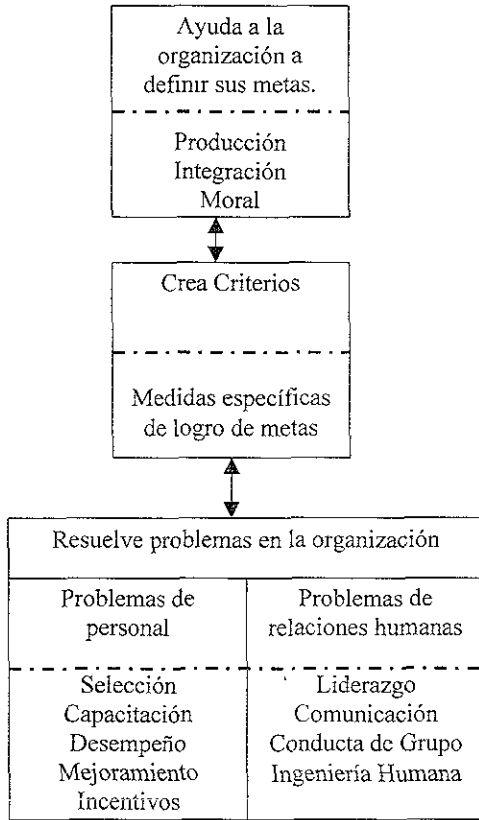 Ayuda a la
organización a
definir sus metas.
Producción
Integración
Moral
Crea Criterios
Medidas específicas
de logro de metas
Resuelve problemas en la organización
Problemas de
personal
Problemas de
relaciones humanas
Selección
Capacitación
Desempeño
Mejoramiento
Incentivos
Liderazgo
Comunicación
Conducta de Grupo
Ingeniería Humana